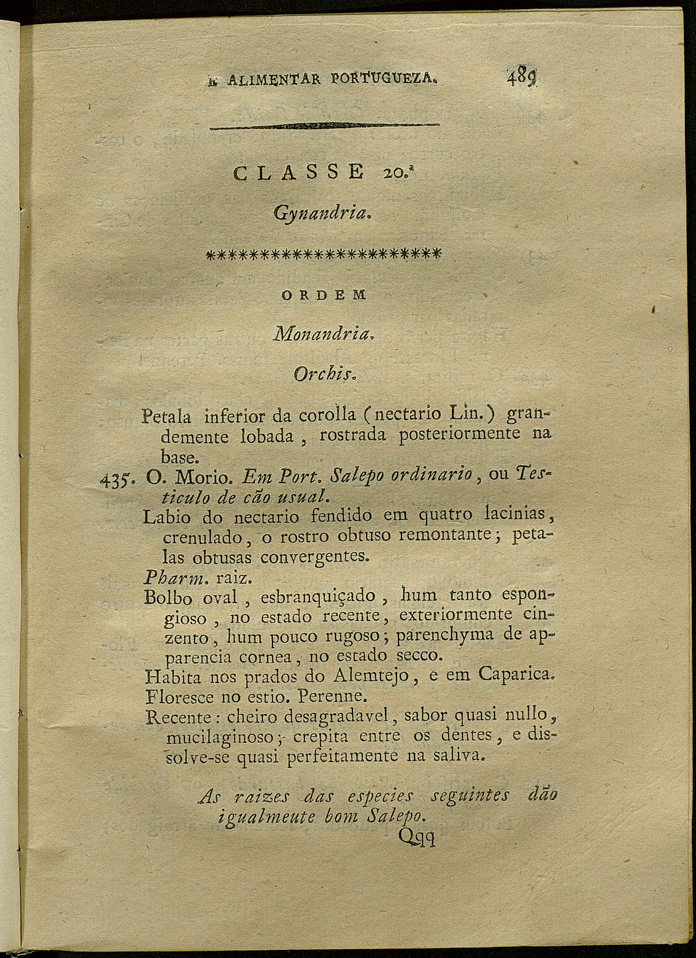 E ALIMENTAR PORTUGUEZA. 489
CLASSE 20.ª
Gynandria.
**********************
ORDEM
Monandria.
Orchis.
Petala inferior da corolla (nectario Lin.) gran-
demente lobada , rostrada posteriormente na
base.
435. O. Morio. Em Port. Salepo ordinario , ou Tes-
ticulo de cão usual.
Labio do nectario fendido em quatro lacinias ,
crenulado , o rostro obtuso remontante ; peta-
las obtusas convergentes.
Pharm. raiz.
Bolbo oval , esbranquiçado , hum tanto espon-
gioso , no estado recente , exteriormente cin-
zento , hum pouco rugoso ; parenchyma de ap-
parencia cornea , no estado secco.
Habita nos prados do Alemtejo , e em Caparica.
Floresce no estio. Perenne.
Recente : cheiro desagradavel , sabor quasi nullo ,
mucilaginoso ; crepita entre os dentes , e dis-
solve-se quasi perfeitamente na saliva.
As raizes das especies seguintes dão
igualmeute bom Salepo.
Qqq